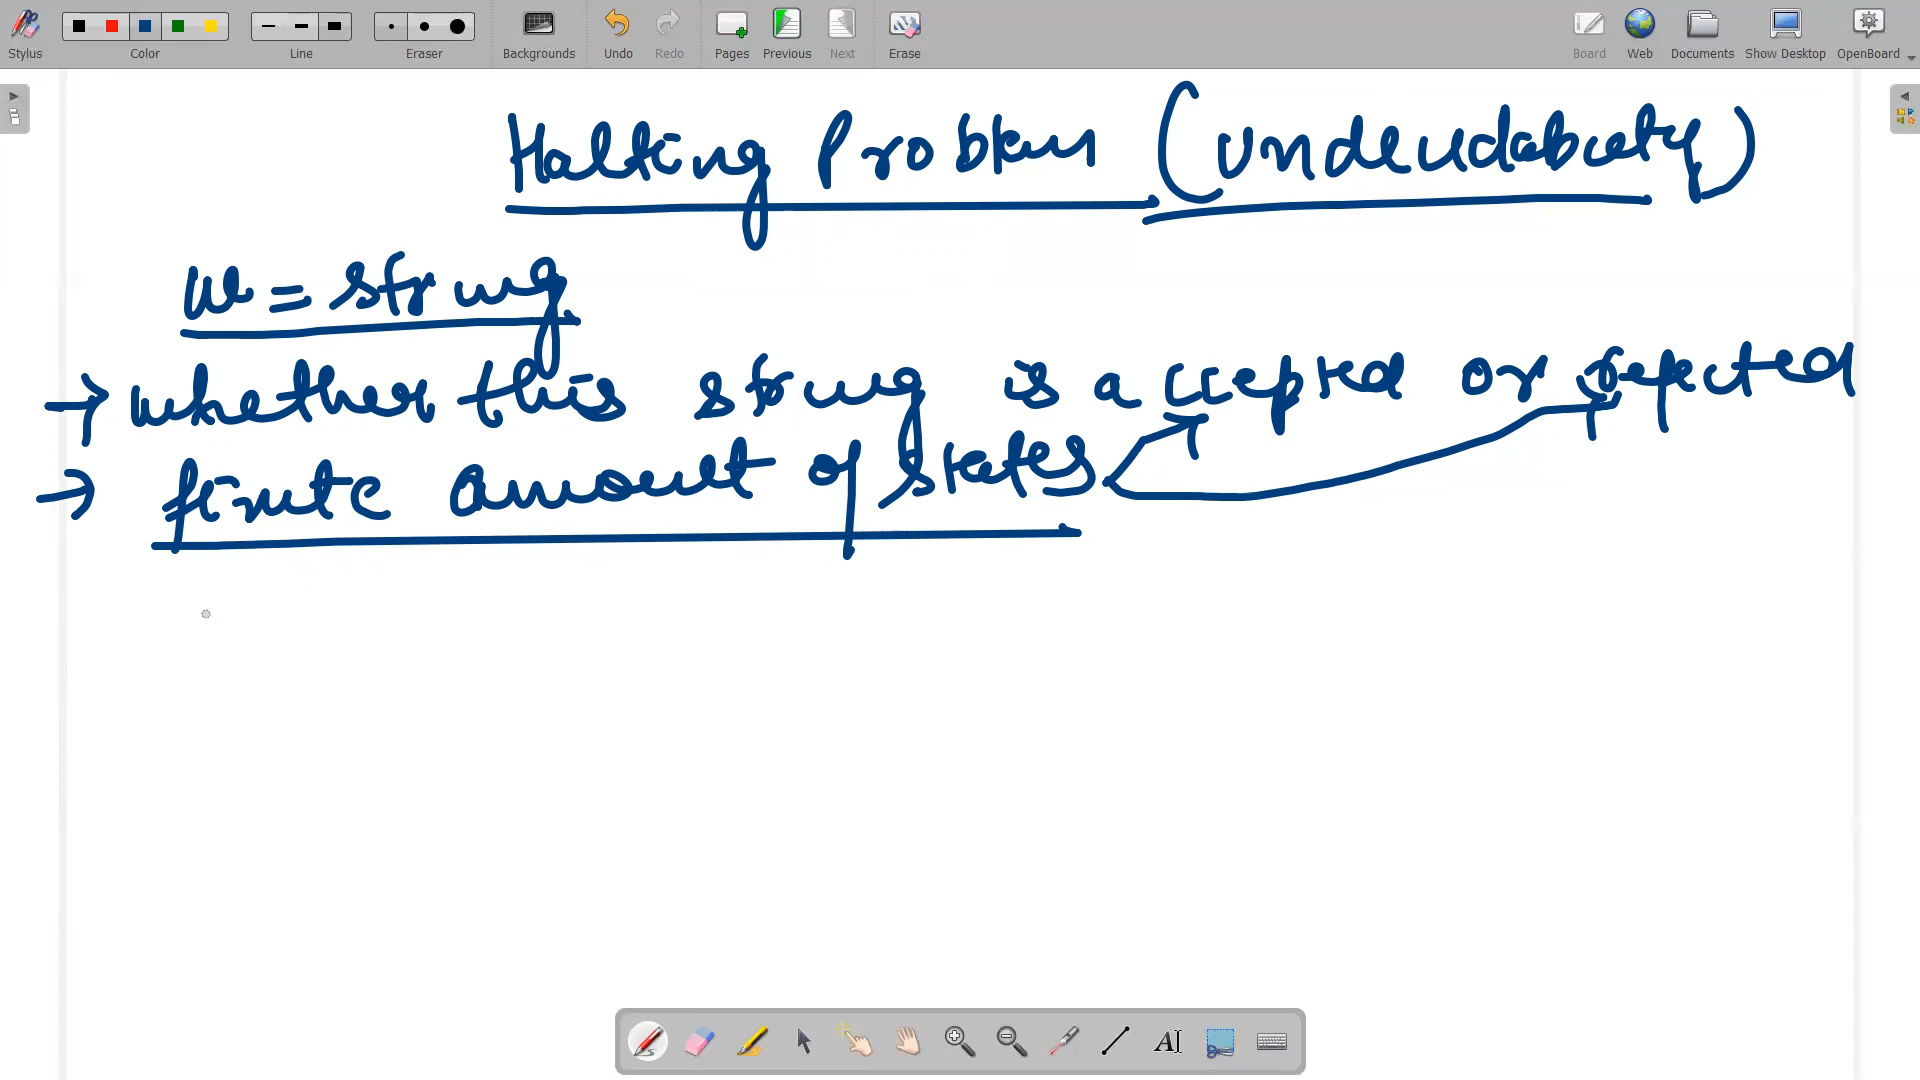 Stylus Color Line Eraser Backgrounds Undo Redo Pages Previous Next Erase Board Web Documents Show Desktop OpenBoard
Halting Problem (Undecidability)
w = string
→ whether this string is accepted or rejected
→ finite amount of states